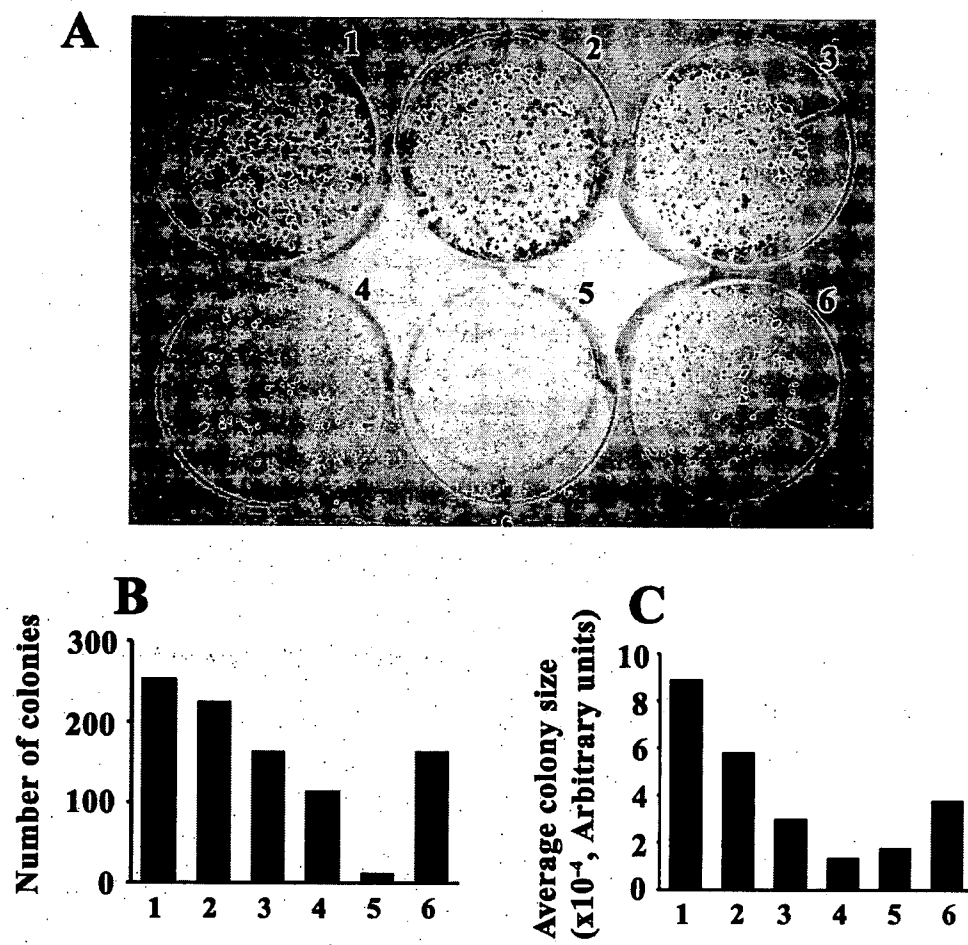 A
1 2 3
4 5 6
B
Number of colonies
300
200
100
0
1 2 3 4 5 6
C
Average colony size
(x10⁻⁴, Arbitrary units)
10
8
6
4
2
0
1 2 3 4 5 6